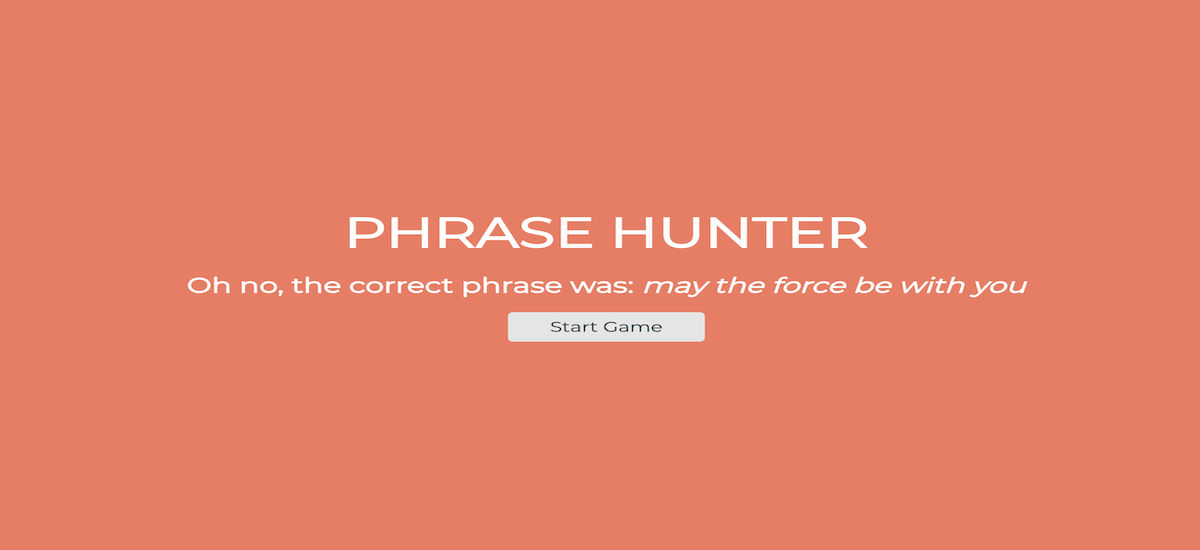 PHRASE HUNTER
Oh no, the correct phrase was: may the force be with you
Start Game